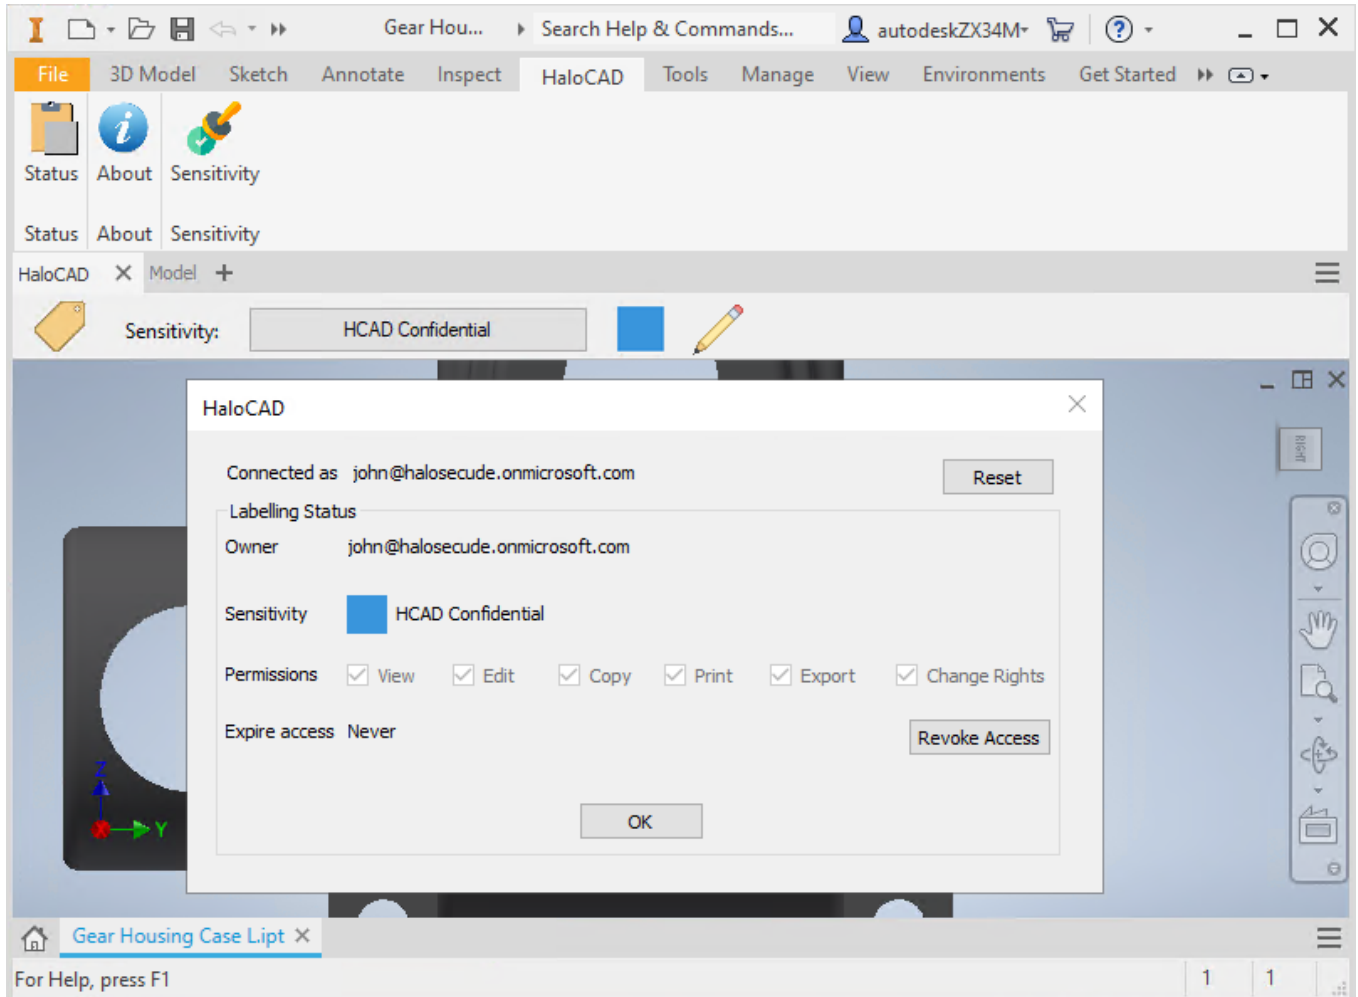 Gear Hou... Search Help & Commands... autodeskZX34M
File 3D Model Sketch Annotate Inspect HaloCAD Tools Manage View Environments Get Started
Status About Sensitivity
Status About Sensitivity
HaloCAD Model
Sensitivity: HCAD Confidential
HaloCAD
RIGHT
Connected as john@halosecude.onmicrosoft.com Reset
Labelling Status
Owner john@halosecude.onmicrosoft.com
Sensitivity HCAD Confidential
Permissions View Edit Copy Print Export Change Rights
Expire access Never Revoke Access
Z
Y
X
OK
Gear Housing Case L.ipt
For Help, press F1 1 1